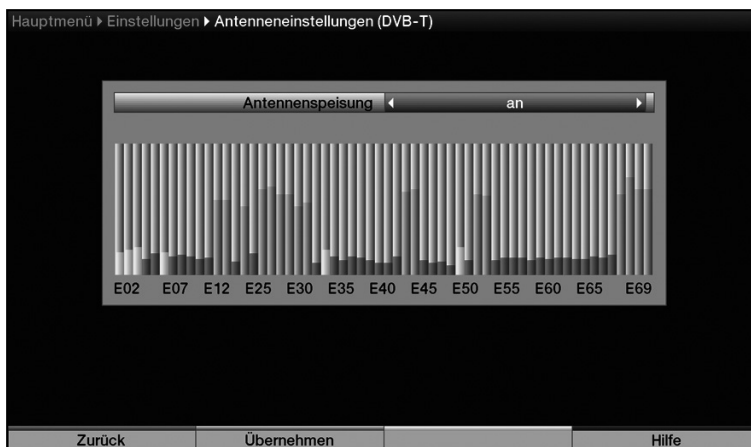 Hauptmenü ▸ Einstellungen ▸ Antenneneinstellungen (DVB-T)
Antennenspeisung an
E02 E07 E12 E25 E30 E35 E40 E45 E50 E55 E60 E65 E69
Zurück Übernehmen Hilfe